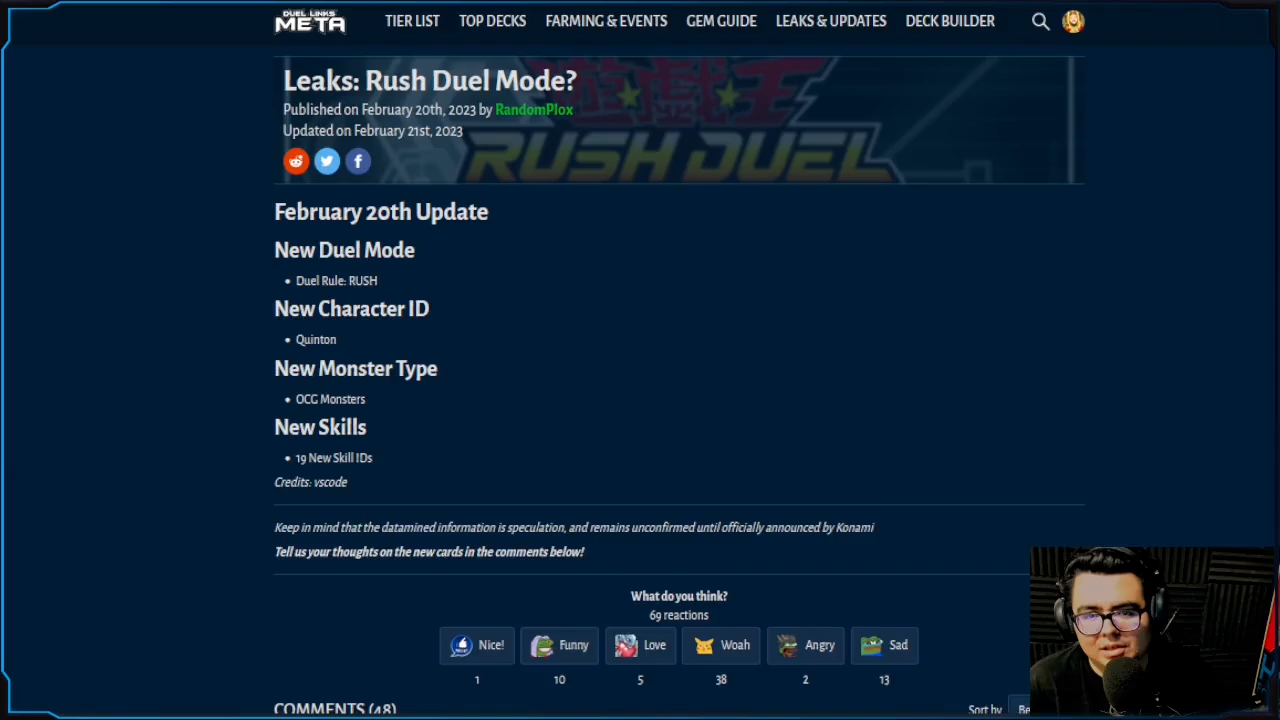 DUEL LINKS
META
TIER LIST
TOP DECKS
FARMING & EVENTS
GEM GUIDE
LEAKS & UPDATES
DECK BUILDER
遊戯王
RUSH DUEL
Leaks: Rush Duel Mode?
Published on February 20th, 2023 by RandomPlox
Updated on February 21st, 2023
February 20th Update
New Duel Mode
• Duel Rule: RUSH
New Character ID
• Quinton
New Monster Type
• OCG Monsters
New Skills
• 19 New Skill IDs
Credits: vscode
Keep in mind that the datamined information is speculation, and remains unconfirmed until officially announced by Konami
Tell us your thoughts on the new cards in the comments below!
What do you think?
69 reactions
Nice!
Funny
Love
Woah
Angry
Sad
1
10
5
38
2
13
COMMENTS (48)
Sort by
Be